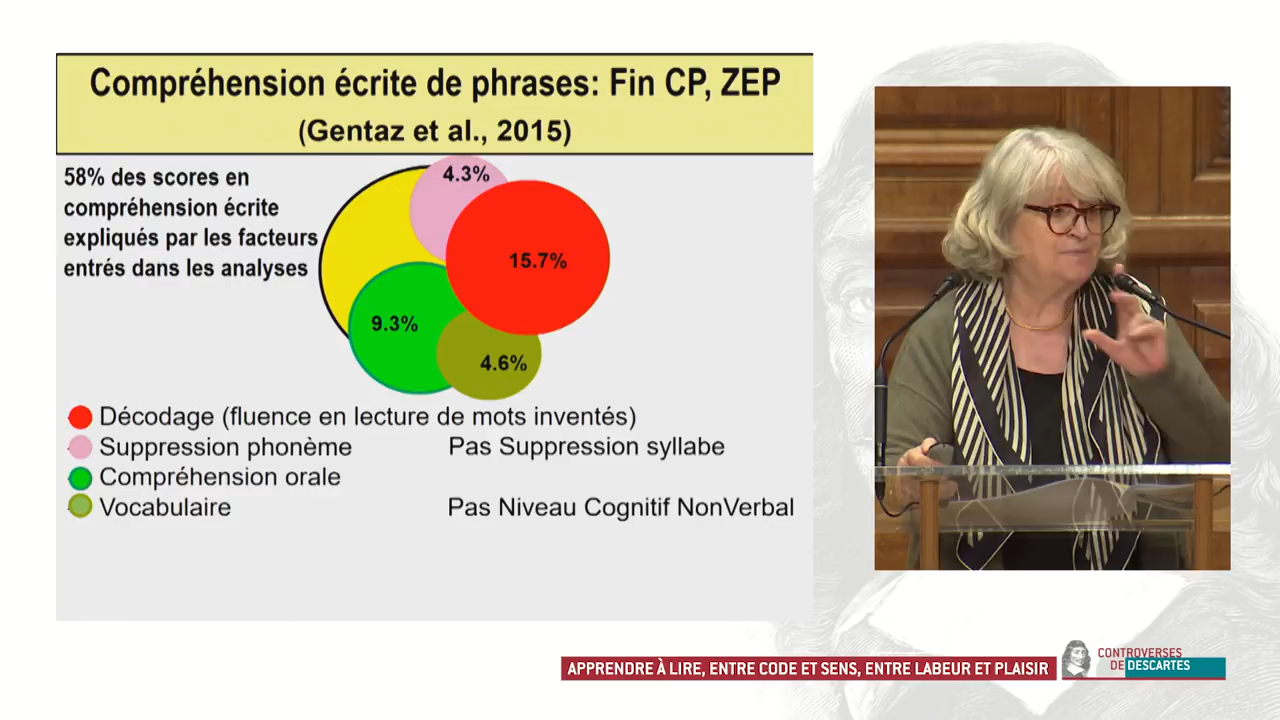 Compréhension écrite de phrases: Fin CP, ZEP
(Gentaz et al., 2015)
58% des scores en
compréhension écrite
expliqués par les facteurs
entrés dans les analyses
4.3%
15.7%
9.3%
4.6%
Décodage (fluence en lecture de mots inventés)
Suppression phonème Pas Suppression syllabe
Compréhension orale
Vocabulaire Pas Niveau Cognitif NonVerbal
APPRENDRE À LIRE, ENTRE CODE ET SENS, ENTRE LABEUR ET PLAISIR
CONTROVERSES
DE DESCARTES